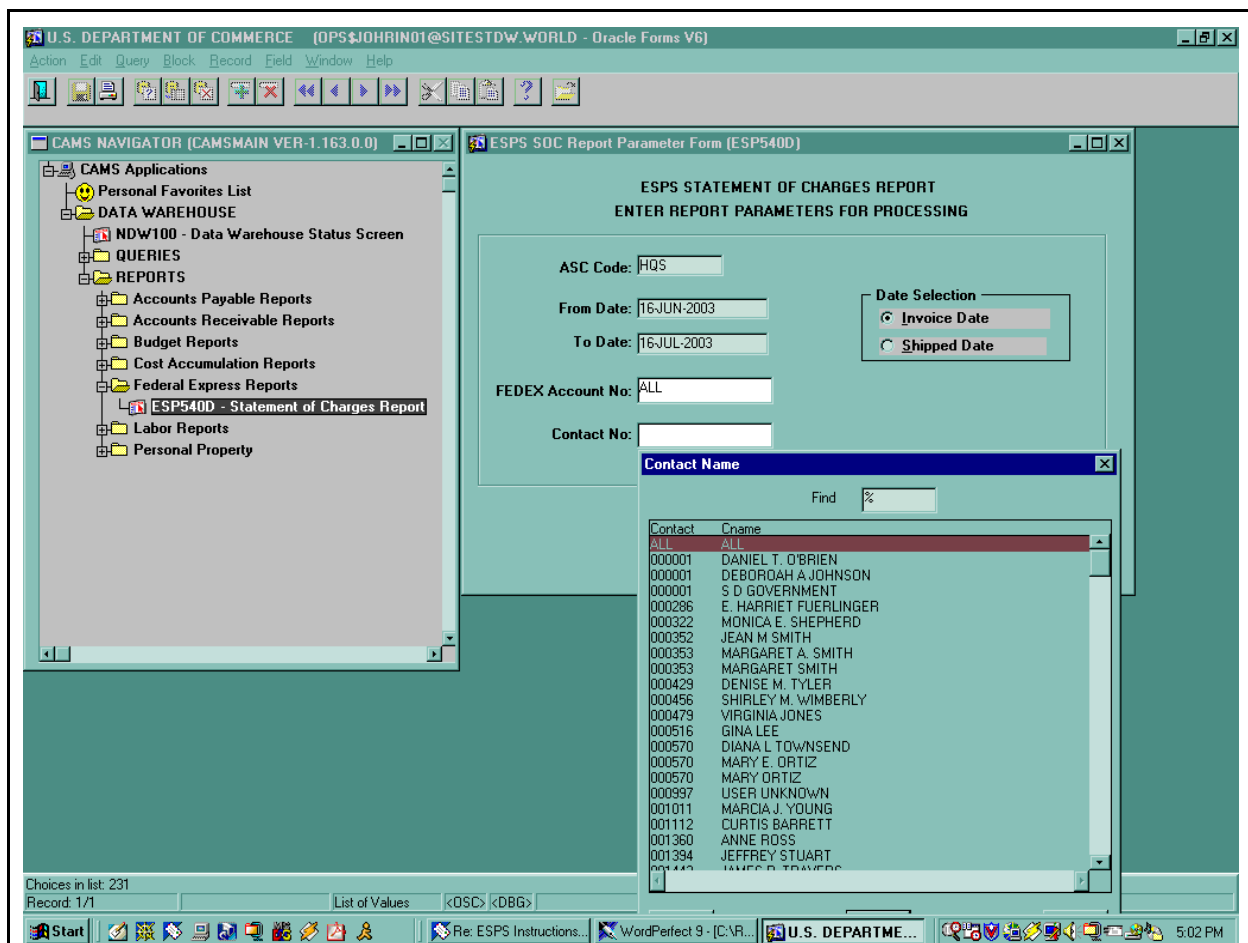 U.S. DEPARTMENT OF COMMERCE (OPS$JOHRIN01@SITESTDW.WORLD - Oracle Forms V6)
Action Edit Query Block Record Field Window Help
CAMS NAVIGATOR (CAMSMAIN VER-1.163.0.0)
CAMS Applications
Personal Favorites List
DATA WAREHOUSE
NDW100 - Data Warehouse Status Screen
QUERIES
REPORTS
Accounts Payable Reports
Accounts Receivable Reports
Budget Reports
Cost Accumulation Reports
Federal Express Reports
ESP540D - Statement of Charges Report
Labor Reports
Personal Property
ESPS SOC Report Parameter Form (ESP540D)
ESPS STATEMENT OF CHARGES REPORT
ENTER REPORT PARAMETERS FOR PROCESSING
ASC Code: HQS
From Date: 16-JUN-2003
To Date: 16-JUL-2003
Date Selection
Invoice Date
Shipped Date
FEDEX Account No: ALL
Contact No:
Contact Name
Find %
Contact Cname
ALL ALL
000001 DANIEL T. O'BRIEN
000001 DEBOROAH A JOHNSON
000001 S D GOVERNMENT
000286 E. HARRIET FUERLINGER
000322 MONICA E. SHEPHERD
000352 JEAN M SMITH
000353 MARGARET A. SMITH
000353 MARGARET SMITH
000429 DENISE M. TYLER
000456 SHIRLEY M. WIMBERLY
000479 VIRGINIA JONES
000516 GINA LEE
000570 DIANA L TOWNSEND
000570 MARY E. ORTIZ
000570 MARY ORTIZ
000997 USER UNKNOWN
001011 MARCIA J. YOUNG
001112 CURTIS BARRETT
001360 ANNE ROSS
001394 JEFFREY STUART
Choices in list: 231
Record: 1/1 List of Values <OSC> <DBG>
Start Re: ESPS Instructions... WordPerfect 9 - [C:\R... U.S. DEPARTME... 5:02 PM